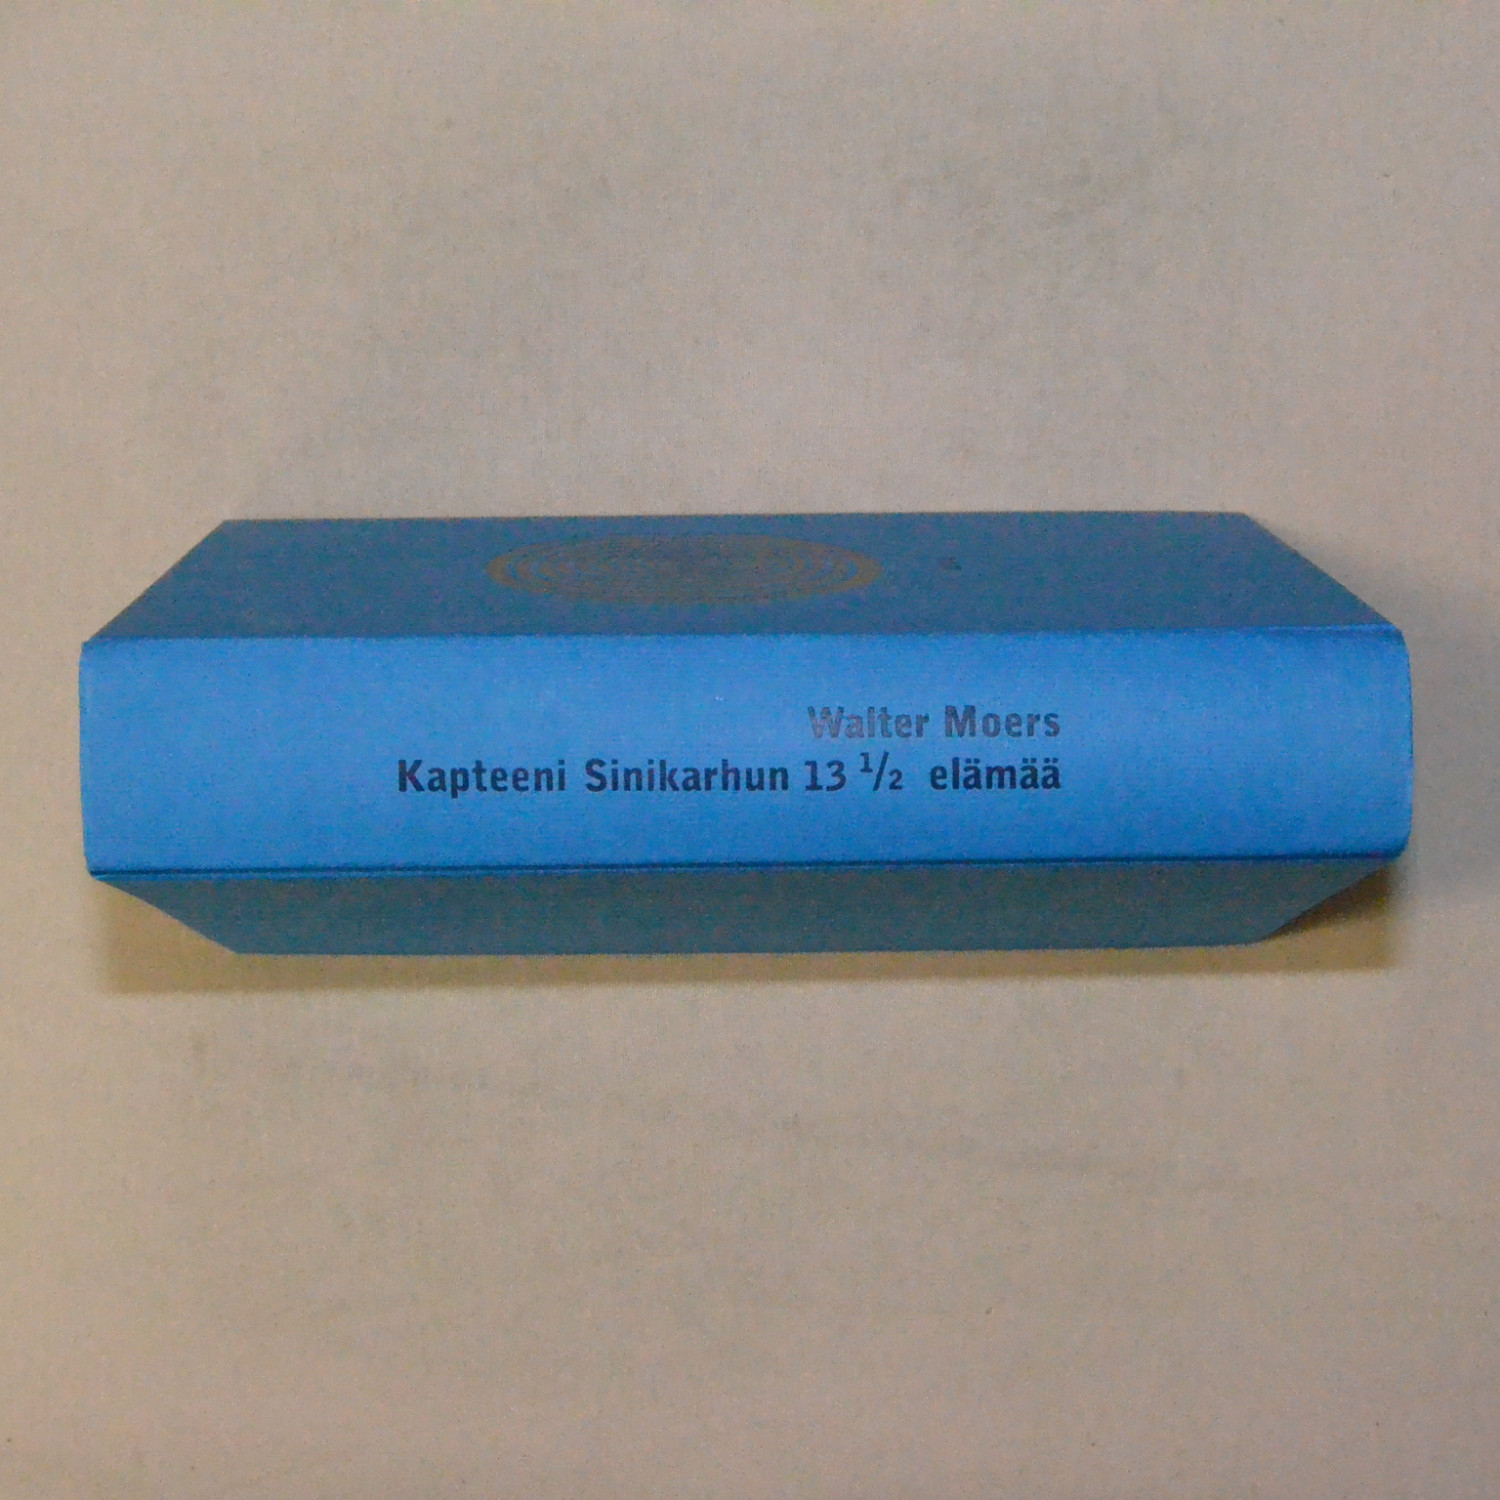 Walter Moers
Kapteeni Sinikarhun 13 1/2 elämää